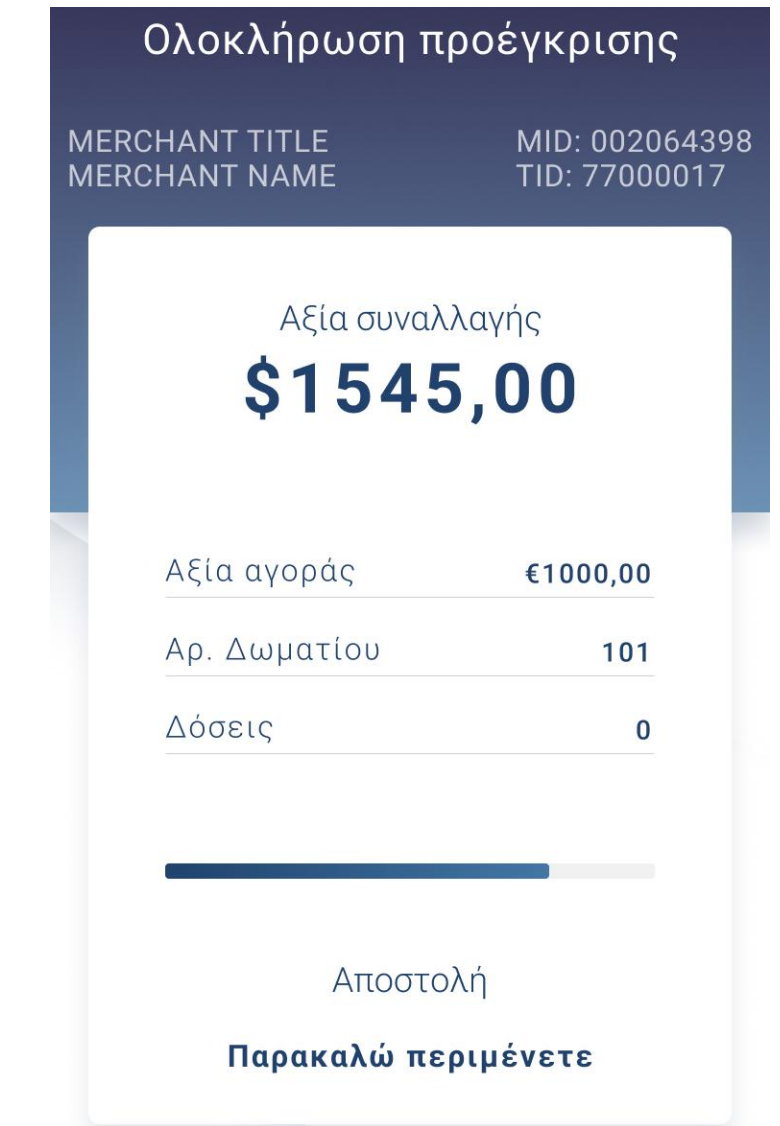 Ολοκλήρωση προέγκρισης
MERCHANT TITLE MID: 002064398
MERCHANT NAME TID: 77000017
Αξία συναλλαγής
$1545,00
Αξία αγοράς €1000,00
Αρ. Δωματίου 101
Δόσεις 0
Αποστολή
Παρακαλώ περιμένετε